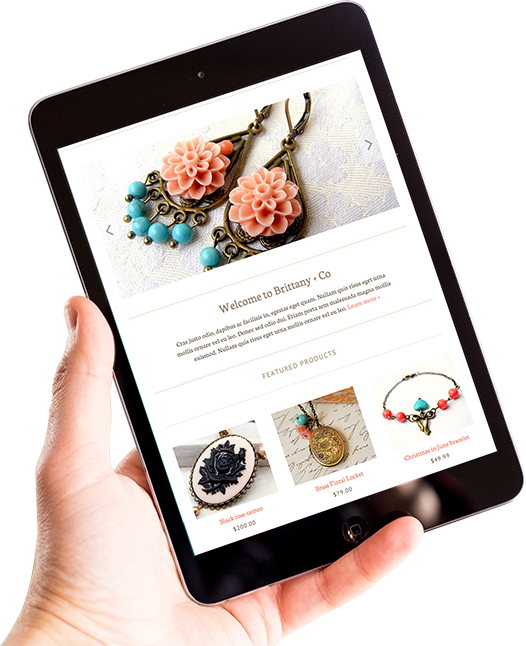 Welcome to Brittany + Co
Cras justo odio, dapibus ac facilisis in, egestas eget quam. Nullam quis risus eget urna
mollis ornare vel eu leo. Donec sed odio dui. Etiam porta sem malesuada magna mollis
euismod. Nullam quis risus eget urna mollis ornare vel eu leo. Learn more »
FEATURED PRODUCTS
Black rose cameo
$200.00
Brass Floral Locket
$79.00
Christmas in June bracelet
$49.99